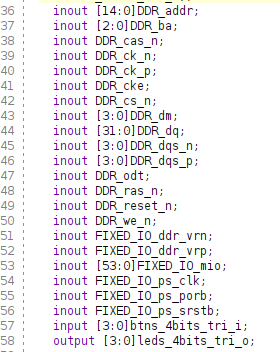 36 inout [14:0]DDR_addr;
37 inout [2:0]DDR_ba;
38 inout DDR_cas_n;
39 inout DDR_ck_n;
40 inout DDR_ck_p;
41 inout DDR_cke;
42 inout DDR_cs_n;
43 inout [3:0]DDR_dm;
44 inout [31:0]DDR_dq;
45 inout [3:0]DDR_dqs_n;
46 inout [3:0]DDR_dqs_p;
47 inout DDR_odt;
48 inout DDR_ras_n;
49 inout DDR_reset_n;
50 inout DDR_we_n;
51 inout FIXED_IO_ddr_vrn;
52 inout FIXED_IO_ddr_vrp;
53 inout [53:0]FIXED_IO_mio;
54 inout FIXED_IO_ps_clk;
55 inout FIXED_IO_ps_porb;
56 inout FIXED_IO_ps_srstb;
57 input [3:0]btns_4bits_tri_i;
58 output [3:0]leds_4bits_tri_o;